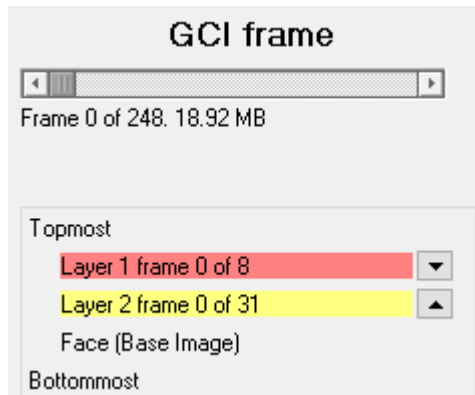 GCI frame
Frame 0 of 248. 18.92 MB
Topmost
Layer 1 frame 0 of 8
Layer 2 frame 0 of 31
Face (Base Image)
Bottommost